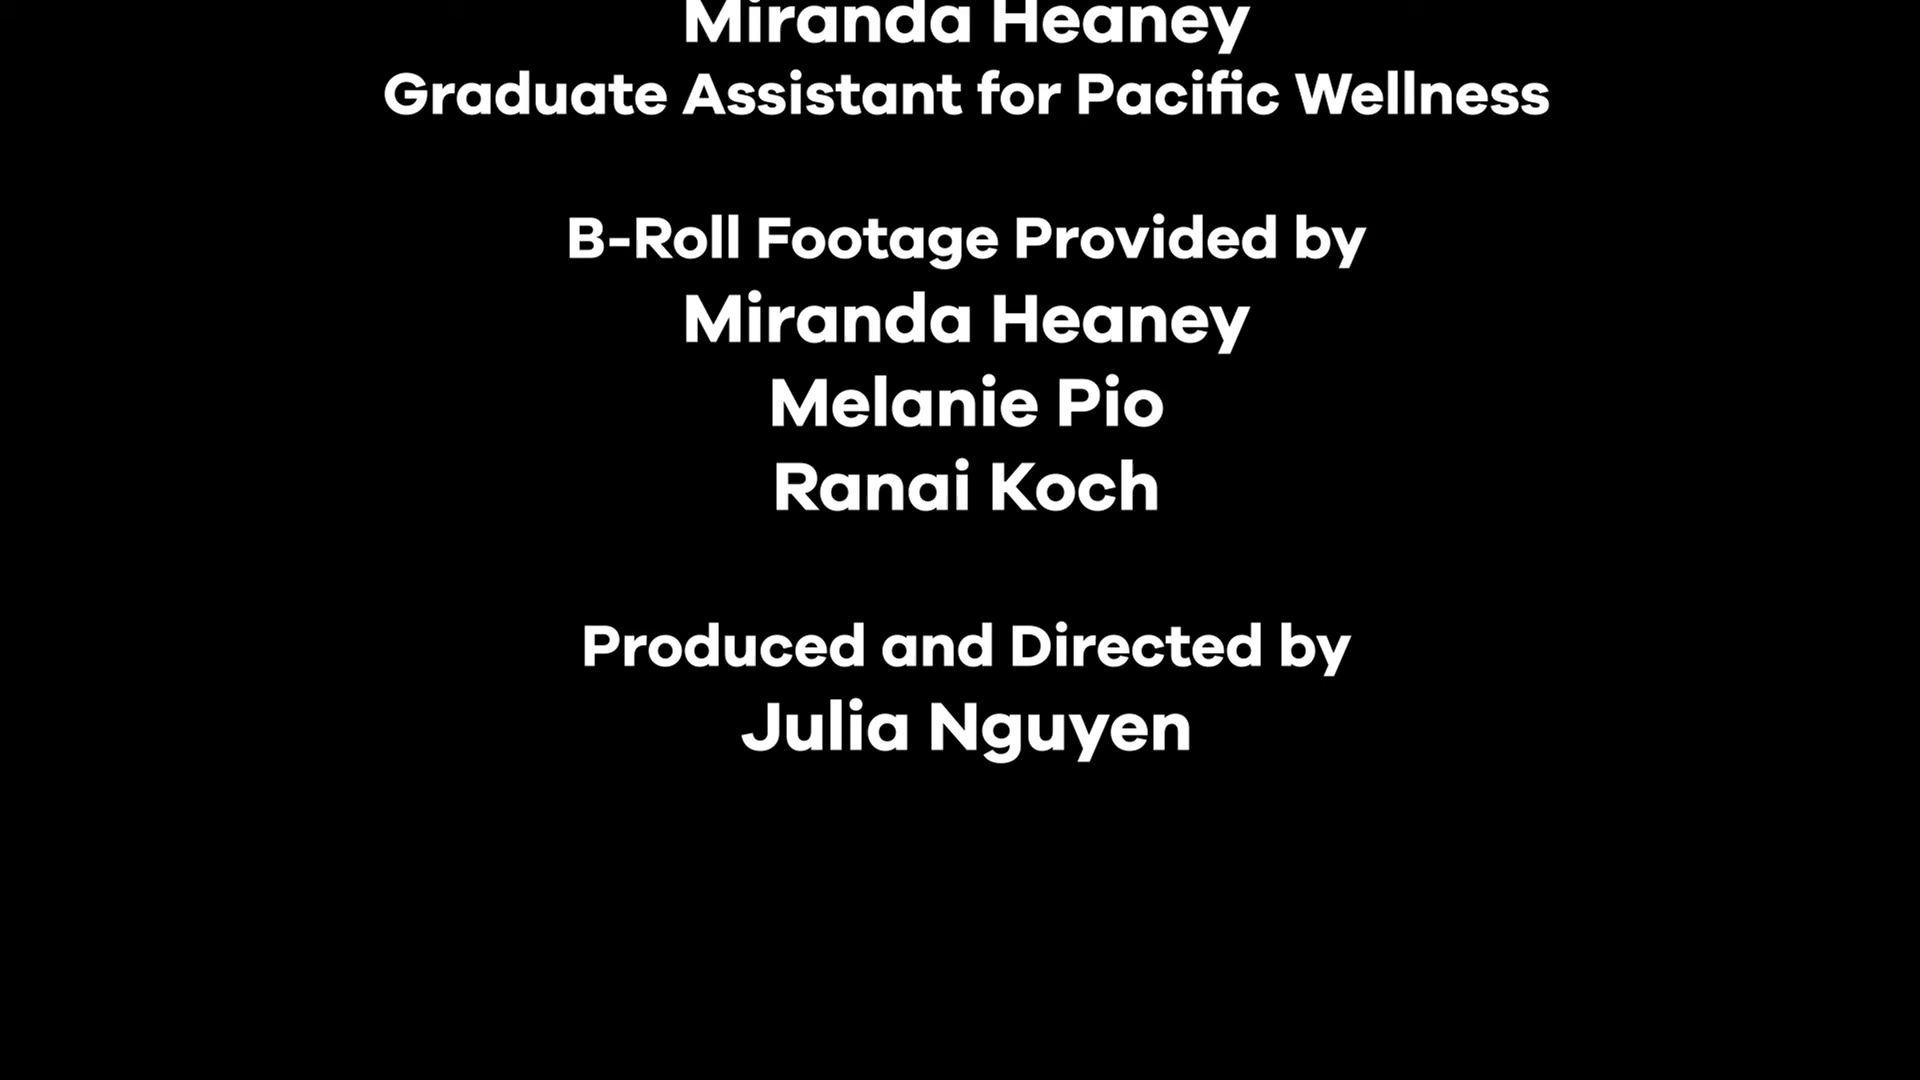 Miranda Heaney
Graduate Assistant for Pacific Wellness
B-Roll Footage Provided by
Miranda Heaney
Melanie Pio
Ranai Koch
Produced and Directed by
Julia Nguyen